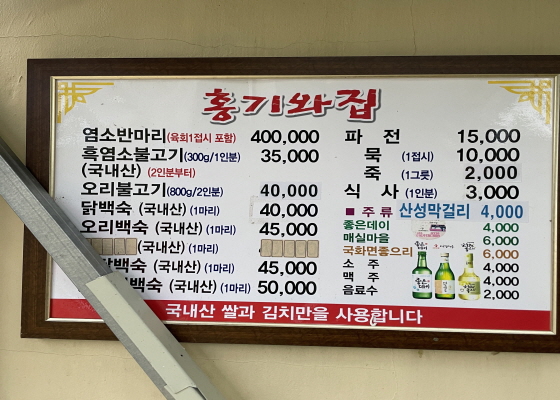 홍기와집
염소반마리(육회1접시 포함) 400,000
흑염소불고기(300g/1인분) 35,000
(국내산) (2인분부터)
오리불고기(800g/2인분) 40,000
닭백숙 (국내산) (1마리) 40,000
오리백숙 (국내산) (1마리) 45,000
(국내산) (1마리)
닭백숙 (국내산) (1마리) 45,000
백숙 (국내산) (1마리) 50,000
파 전 15,000
묵 (1접시) 10,000
죽 (1그릇) 2,000
식 사 (1인분) 3,000
■ 주 류 산성막걸리 4,000
좋은데이 4,000
매실마을 6,000
국화면좋으리 6,000
소 주 4,000
맥 주 4,000
음료수 2,000
국내산 쌀과 김치만을 사용합니다